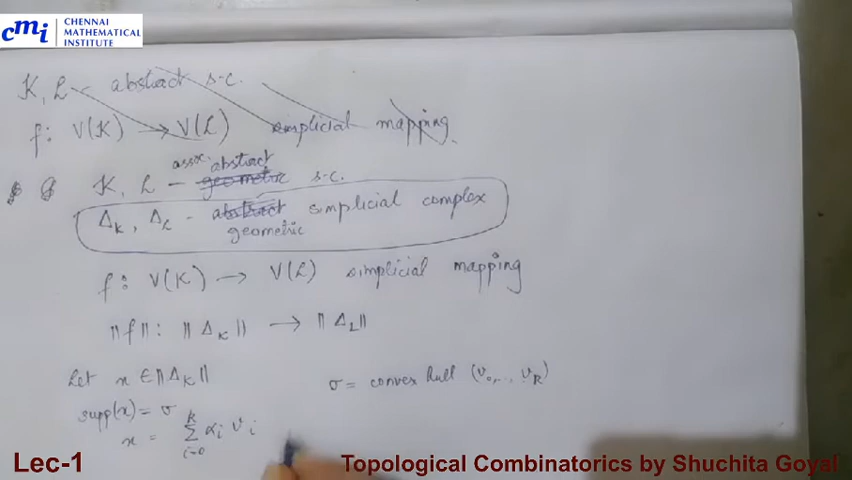 cmi CHENNAI
MATHEMATICAL
INSTITUTE
K, L - abstract s.c.
f: V(K) → V(L) simplicial mapping.
assoc. abstract
K, L - geometric s.c.
Δ_K, Δ_L - abstract simplicial complex
geometric
f: V(K) → V(L) simplicial mapping
||f||: ||Δ_K|| → ||Δ_L||
Let x ∈ ||Δ_K|| σ = convex hull (v_0, ..., v_k)
supp(x) = σ
x = Σ_{i=0}^{k} α_i v_i
Lec-1 Topological Combinatorics by Shuchita Goyal